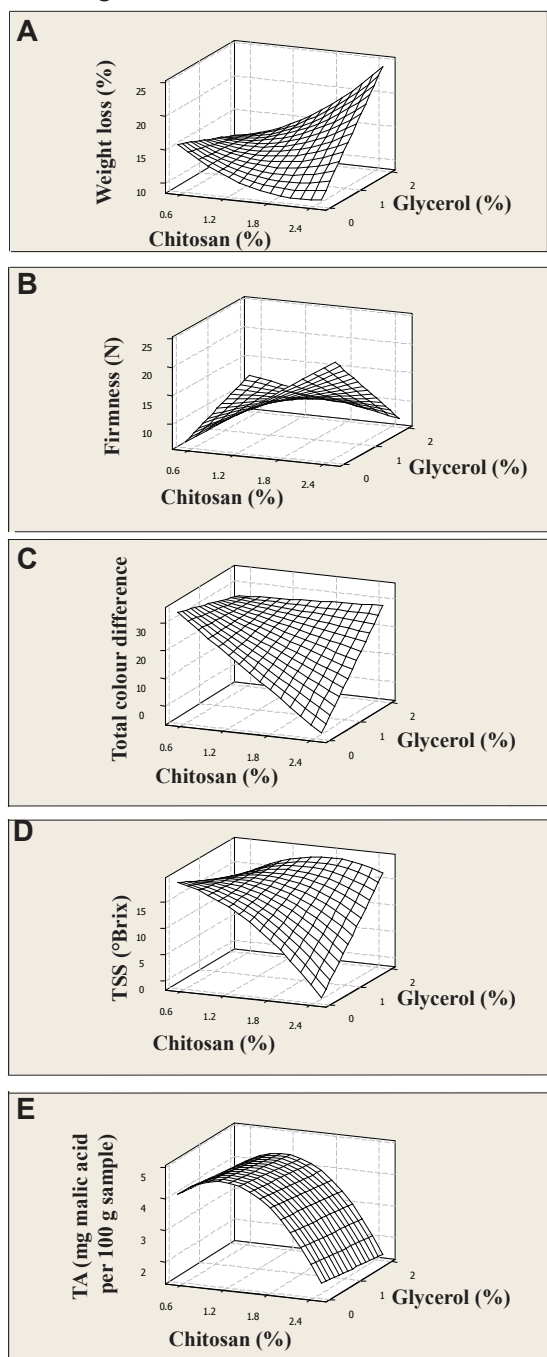 A
Weight loss (%)
25
20
15
10
0.6 1.2 1.8 2.4
Chitosan (%)
0 1 2
Glycerol (%)
B
Firmness (N)
25
20
15
10
0.6 1.2 1.8 2.4
Chitosan (%)
0 1 2
Glycerol (%)
C
Total colour difference
30
20
10
0
0.6 1.2 1.8 2.4
Chitosan (%)
0 1 2
Glycerol (%)
D
TSS (°Brix)
15
10
5
0
0.6 1.2 1.8 2.4
Chitosan (%)
0 1 2
Glycerol (%)
E
TA (mg malic acid
per 100 g sample)
5
4
3
2
0.6 1.2 1.8 2.4
Chitosan (%)
0 1 2
Glycerol (%)